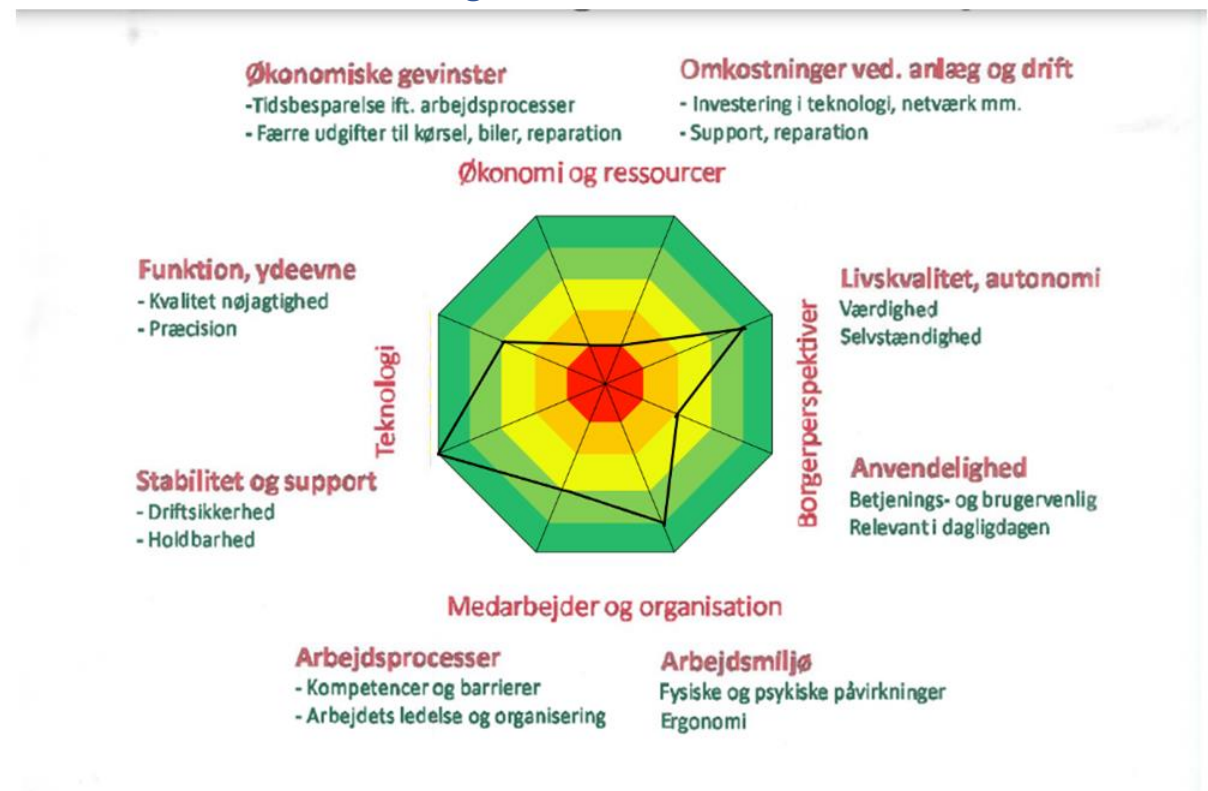 Økonomiske gevinster
-Tidsbesparelse ift. arbejdsprocesser
- Færre udgifter til kørsel, biler, reparation
Omkostninger ved. anlæg og drift
- Investering i teknologi, netværk mm.
- Support, reparation
Økonomi og ressourcer
Funktion, ydeevne
- Kvalitet nøjagtighed
- Præcision
Livskvalitet, autonomi
Værdighed
Selvstændighed
Teknologi
Borgerperspektiver
Stabilitet og support
- Driftsikkerhed
- Holdbarhed
Anvendelighed
Betjenings- og brugervenlig
Relevant i dagligdagen
Medarbejder og organisation
Arbejdsprocesser
- Kompetencer og barrierer
- Arbejdets ledelse og organisering
Arbejdsmiljø
Fysiske og psykiske påvirkninger
Ergonomi